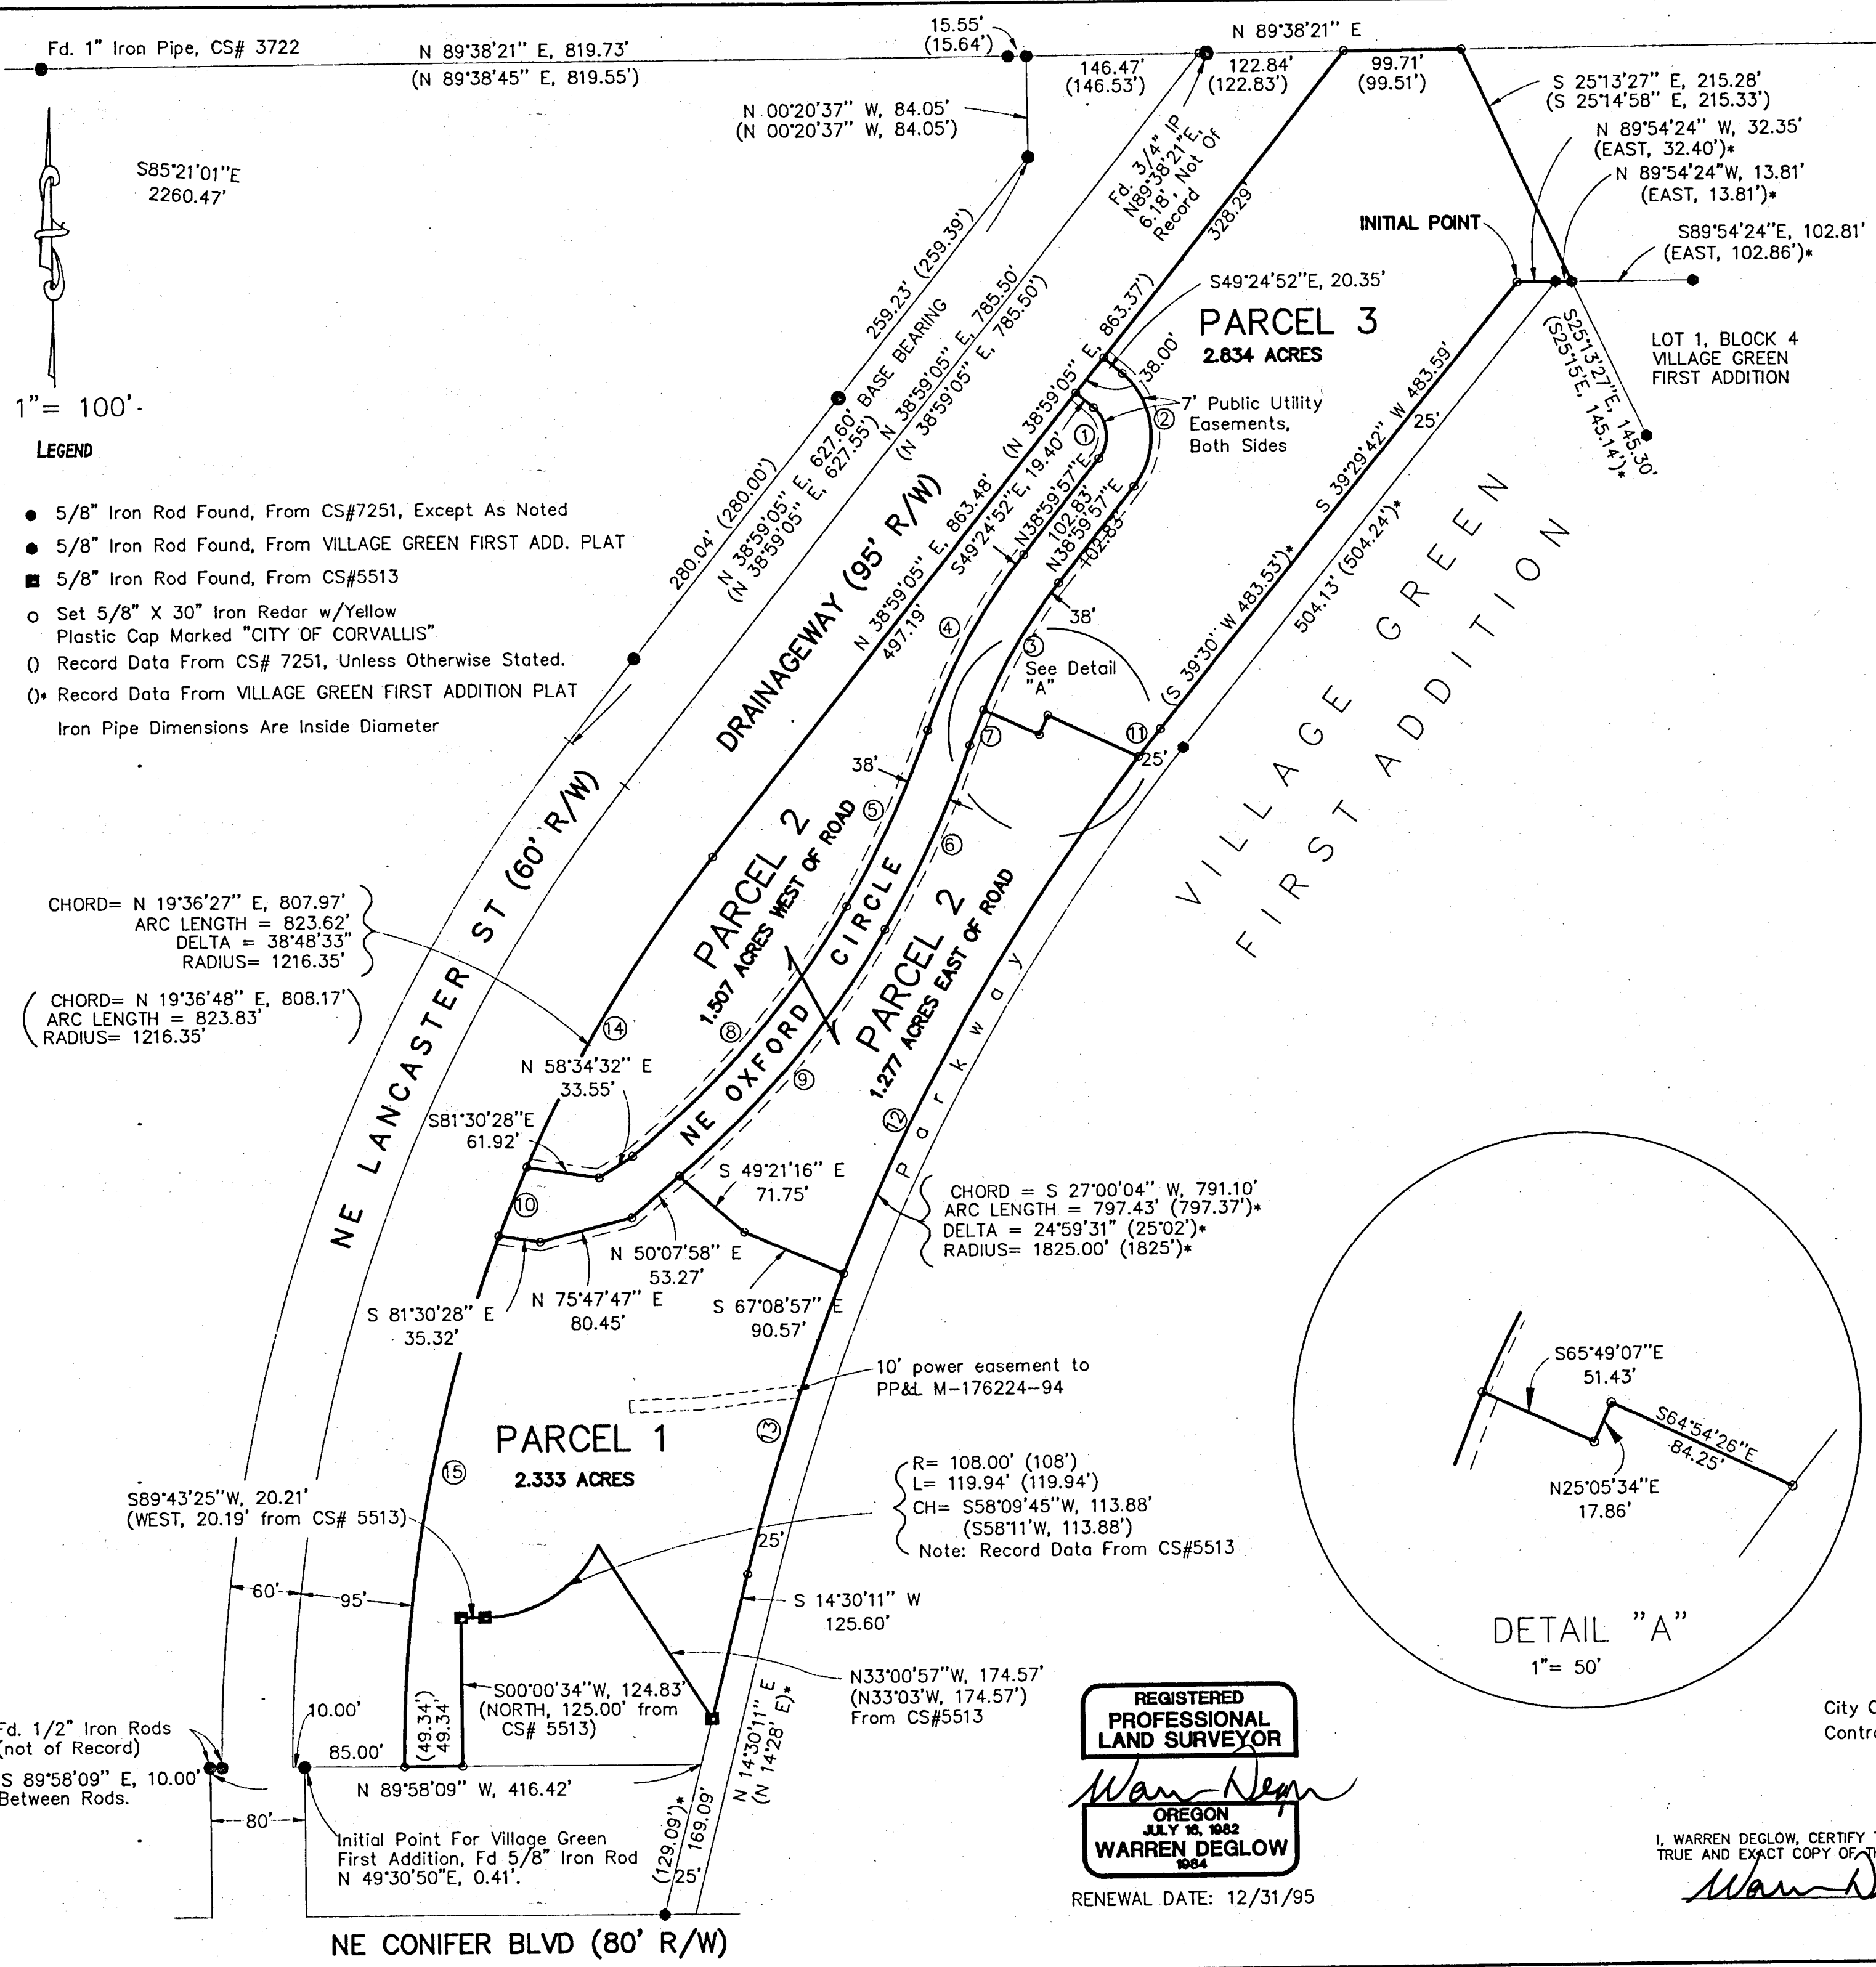 Fd. 1" Iron Pipe, CS# 3722
N 89°38'21" E, 819.73'
(N 89°38'45" E, 819.55')
15.55'
(15.64')
N 89°38'21" E
146.47'
(146.53')
122.84'
(122.83')
99.71'
(99.51')
S 25°13'27" E, 215.28'
(S 25°14'58" E, 215.33')
N 89°54'24" W, 32.35'
(EAST, 32.40')*
N 89°54'24"W, 13.81'
(EAST, 13.81')*
S89°54'24"E, 102.81'
(EAST, 102.86')*
INITIAL POINT
N 00°20'37" W, 84.05'
(N 00°20'37" W, 84.05')
Fd. 3/4" IP
N89°38'21"E,
6.18', Not Of
Record
S85°21'01"E
2260.47'
1"= 100'
LEGEND
5/8" Iron Rod Found, From CS#7251, Except As Noted
5/8" Iron Rod Found, From VILLAGE GREEN FIRST ADD. PLAT
5/8" Iron Rod Found, From CS#5513
Set 5/8" X 30" Iron Redar w/Yellow
Plastic Cap Marked "CITY OF CORVALLIS"
() Record Data From CS# 7251, Unless Otherwise Stated.
()* Record Data From VILLAGE GREEN FIRST ADDITION PLAT
Iron Pipe Dimensions Are Inside Diameter
259.23' (259.39')
280.04' (280.00')
N 38°59'05" E, 627.60' BASE BEARING
(N 38°59'05" E, 627.55')
N 38°59'05" E, 785.50'
(N 38°59'05" E, 785.50')
328.29'
(N 38°59'05" E, 863.37')
N 38°59'05" E, 863.48'
497.19'
S49°24'52"E, 20.35'
PARCEL 3
2.834 ACRES
38.00'
7' Public Utility
Easements,
Both Sides
S49°24'52"E, 19.40'
1
2
N38°59'57"E
102.83'
N38°59'57"E
102.83'
S 39°29'42" W 483.59'
(S 39°30" W 483.53')*
25'
504.13' (504.24')*
S25°13'27"E, 145.30'
(S25°15'E, 145.14')*
LOT 1, BLOCK 4
VILLAGE GREEN
FIRST ADDITION
VILLAGE GREEN
FIRST ADDITION
DRAINAGEWAY (95' R/W)
38'
3
4
See Detail
"A"
7
11
25'
38'
5
6
PARCEL 2
1.507 ACRES WEST OF ROAD
PARCEL 2
1.277 ACRES EAST OF ROAD
NE OXFORD CIRCLE
Parkway
8
9
12
14
NE LANCASTER ST (60' R/W)
CHORD= N 19°36'27" E, 807.97'
ARC LENGTH = 823.62'
DELTA = 38°48'33"
RADIUS= 1216.35'
CHORD= N 19°36'48" E, 808.17'
ARC LENGTH = 823.83'
RADIUS= 1216.35'
N 58°34'32" E
33.55'
S81°30'28"E
61.92'
10
S 49°21'16" E
71.75'
N 50°07'58" E
53.27'
N 75°47'47" E
80.45'
S 81°30'28" E
35.32'
S 67°08'57" E
90.57'
CHORD = S 27°00'04" W, 791.10'
ARC LENGTH = 797.43' (797.37')*
DELTA = 24°59'31" (25°02')*
RADIUS= 1825.00' (1825')*
10' power easement to
PP&L M-176224-94
13
PARCEL 1
2.333 ACRES
15
S89°43'25"W, 20.21'
(WEST, 20.19' from CS# 5513)
R= 108.00' (108')
L= 119.94' (119.94')
CH= S58°09'45"W, 113.88'
(S58°11'W, 113.88')
Note: Record Data From CS#5513
25'
S 14°30'11" W
125.60'
60'
95'
S00°00'34"W, 124.83'
(NORTH, 125.00' from
CS# 5513)
N33°00'57"W, 174.57'
(N33°03'W, 174.57')
From CS#5513
(49.34')
49.34'
Fd. 1/2" Iron Rods
(not of Record)
S 89°58'09" E, 10.00'
Between Rods.
10.00'
85.00'
N 89°58'09" W, 416.42'
80'
Initial Point For Village Green
First Addition, Fd 5/8" Iron Rod
N 49°30'50"E, 0.41'.
N 14°30'11" E
(N 14°28' E)*
(129.09')*
169.09'
25'
NE CONIFER BLVD (80' R/W)
S65°49'07"E
51.43'
S64°54'26"E
84.25'
N25°05'34"E
17.86'
DETAIL "A"
1"= 50'
REGISTERED
PROFESSIONAL
LAND SURVEYOR
OREGON
JULY 16, 1982
WARREN DEGLOW
1984
RENEWAL DATE: 12/31/95
City
Contr
I, WARREN DEGLOW, CERTIFY
TRUE AND EXACT COPY OF